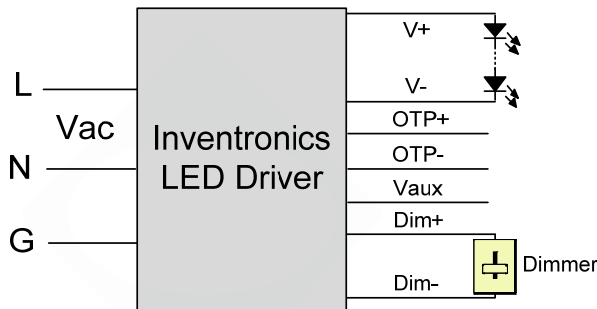 V+
L
V-
Vac
OTP+
Inventronics
LED Driver
OTP-
N
Vaux
Dim+
G
Dimmer
Dim-